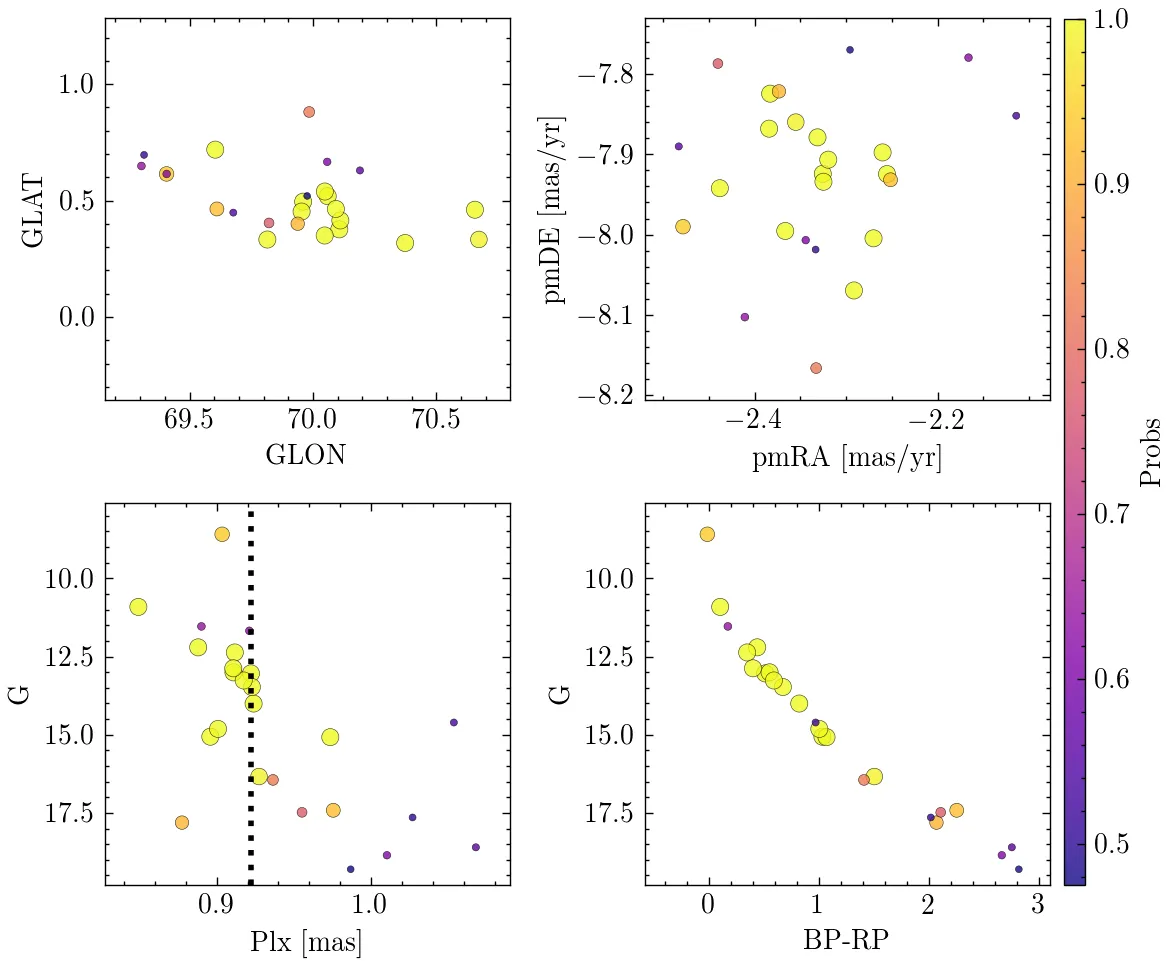 1.0
0.5
0.0
GLAT
69.5 70.0 70.5
GLON
−7.8
−7.9
−8.0
−8.1
−8.2
pmDE [mas/yr]
−2.4 −2.2
pmRA [mas/yr]
1.0
0.9
0.8
0.7
0.6
0.5
Probs
10.0
12.5
15.0
17.5
G
0.9 1.0
Plx [mas]
10.0
12.5
15.0
17.5
G
0 1 2 3
BP-RP